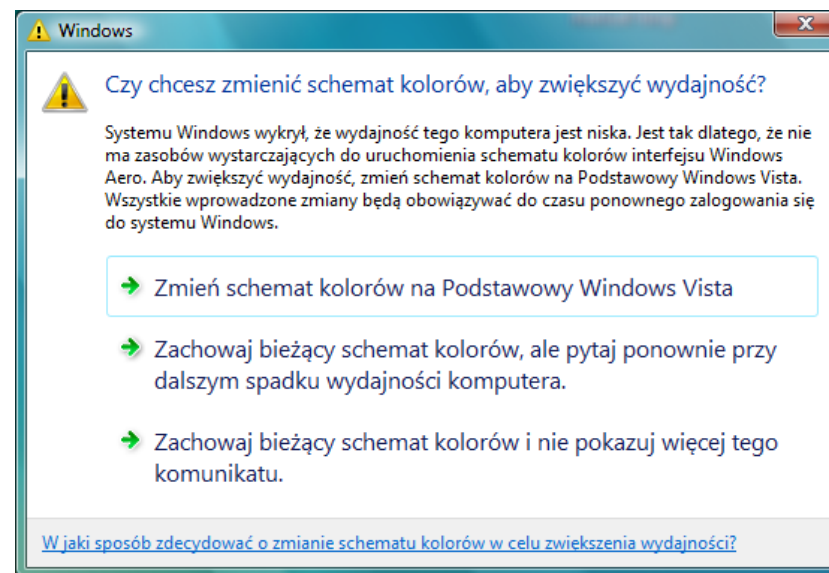 Windows
Czy chcesz zmienić schemat kolorów, aby zwiększyć wydajność?
Systemu Windows wykrył, że wydajność tego komputera jest niska. Jest tak dlatego, że nie
ma zasobów wystarczających do uruchomienia schematu kolorów interfejsu Windows
Aero. Aby zwiększyć wydajność, zmień schemat kolorów na Podstawowy Windows Vista.
Wszystkie wprowadzone zmiany będą obowiązywać do czasu ponownego zalogowania się
do systemu Windows.
Zmień schemat kolorów na Podstawowy Windows Vista
Zachowaj bieżący schemat kolorów, ale pytaj ponownie przy
dalszym spadku wydajności komputera.
Zachowaj bieżący schemat kolorów i nie pokazuj więcej tego
komunikatu.
W jaki sposób zdecydować o zmianie schematu kolorów w celu zwiększenia wydajności?